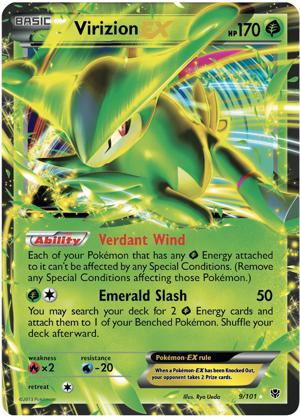 BASIC
Virizion EX
HP 170
Ability Verdant Wind
Each of your Pokémon that has any Energy attached
to it can't be affected by any Special Conditions. (Remove
any Special Conditions affecting those Pokémon.)
Emerald Slash 50
You may search your deck for 2 Energy cards and
attach them to 1 of your Benched Pokémon. Shuffle your
deck afterward.
weakness resistance
×2 -20
retreat
Pokémon-EX rule
When a Pokémon-EX has been Knocked Out,
your opponent takes 2 Prize cards.
©2013 Pokémon
Illus. Ryo Ueda
9/101